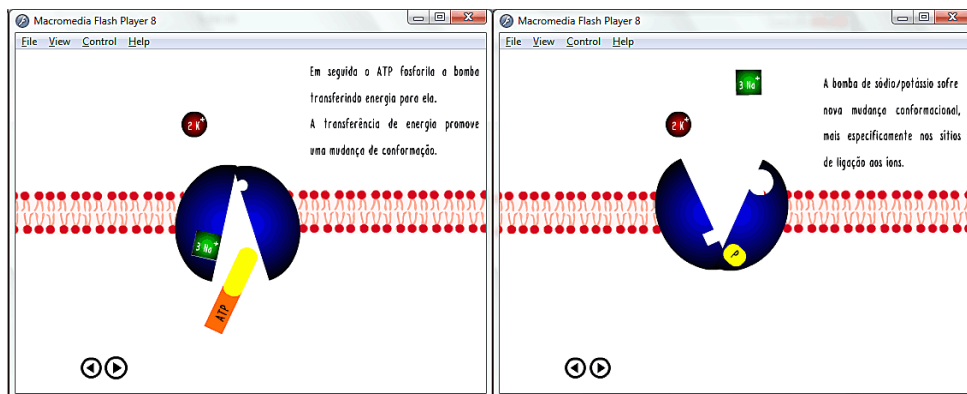 Macromedia Flash Player 8
File View Control Help
Em seguida o ATP fosforila a bomba
transferindo energia para ela.
A transferência de energia promove
uma mudança de conformação.
2 K+
3 Na+
ATP
Macromedia Flash Player 8
File View Control Help
3 Na+
A bomba de sódio/potássio sofre
nova mudança conformacional,
mais especificamente nos sítios
de ligação aos ions.
2 K+
P